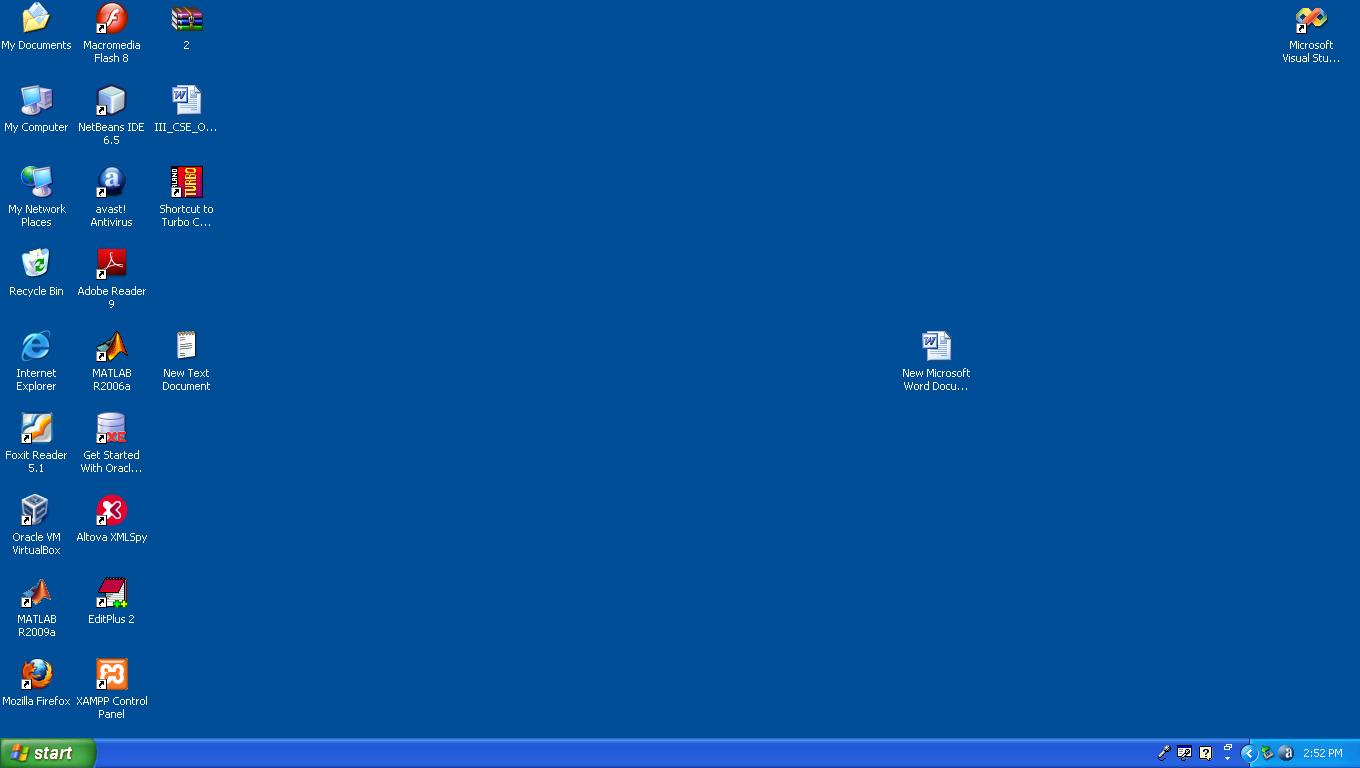 My Documents
Macromedia
Flash 8
2
Microsoft
Visual Stu...
My Computer
NetBeans IDE
6.5
III_CSE_O...
My Network
Places
avast!
Antivirus
LAND
TURBO
Shortcut to
Turbo C...
Recycle Bin
Adobe Reader
9
Internet
Explorer
MATLAB
R2006a
New Text
Document
New Microsoft
Word Docu...
Foxit Reader
5.1
XE
Get Started
With Oracl...
Oracle VM
VirtualBox
Altova XMLSpy
MATLAB
R2009a
EditPlus 2
Mozilla Firefox
XAMPP Control
Panel
start
2:52 PM